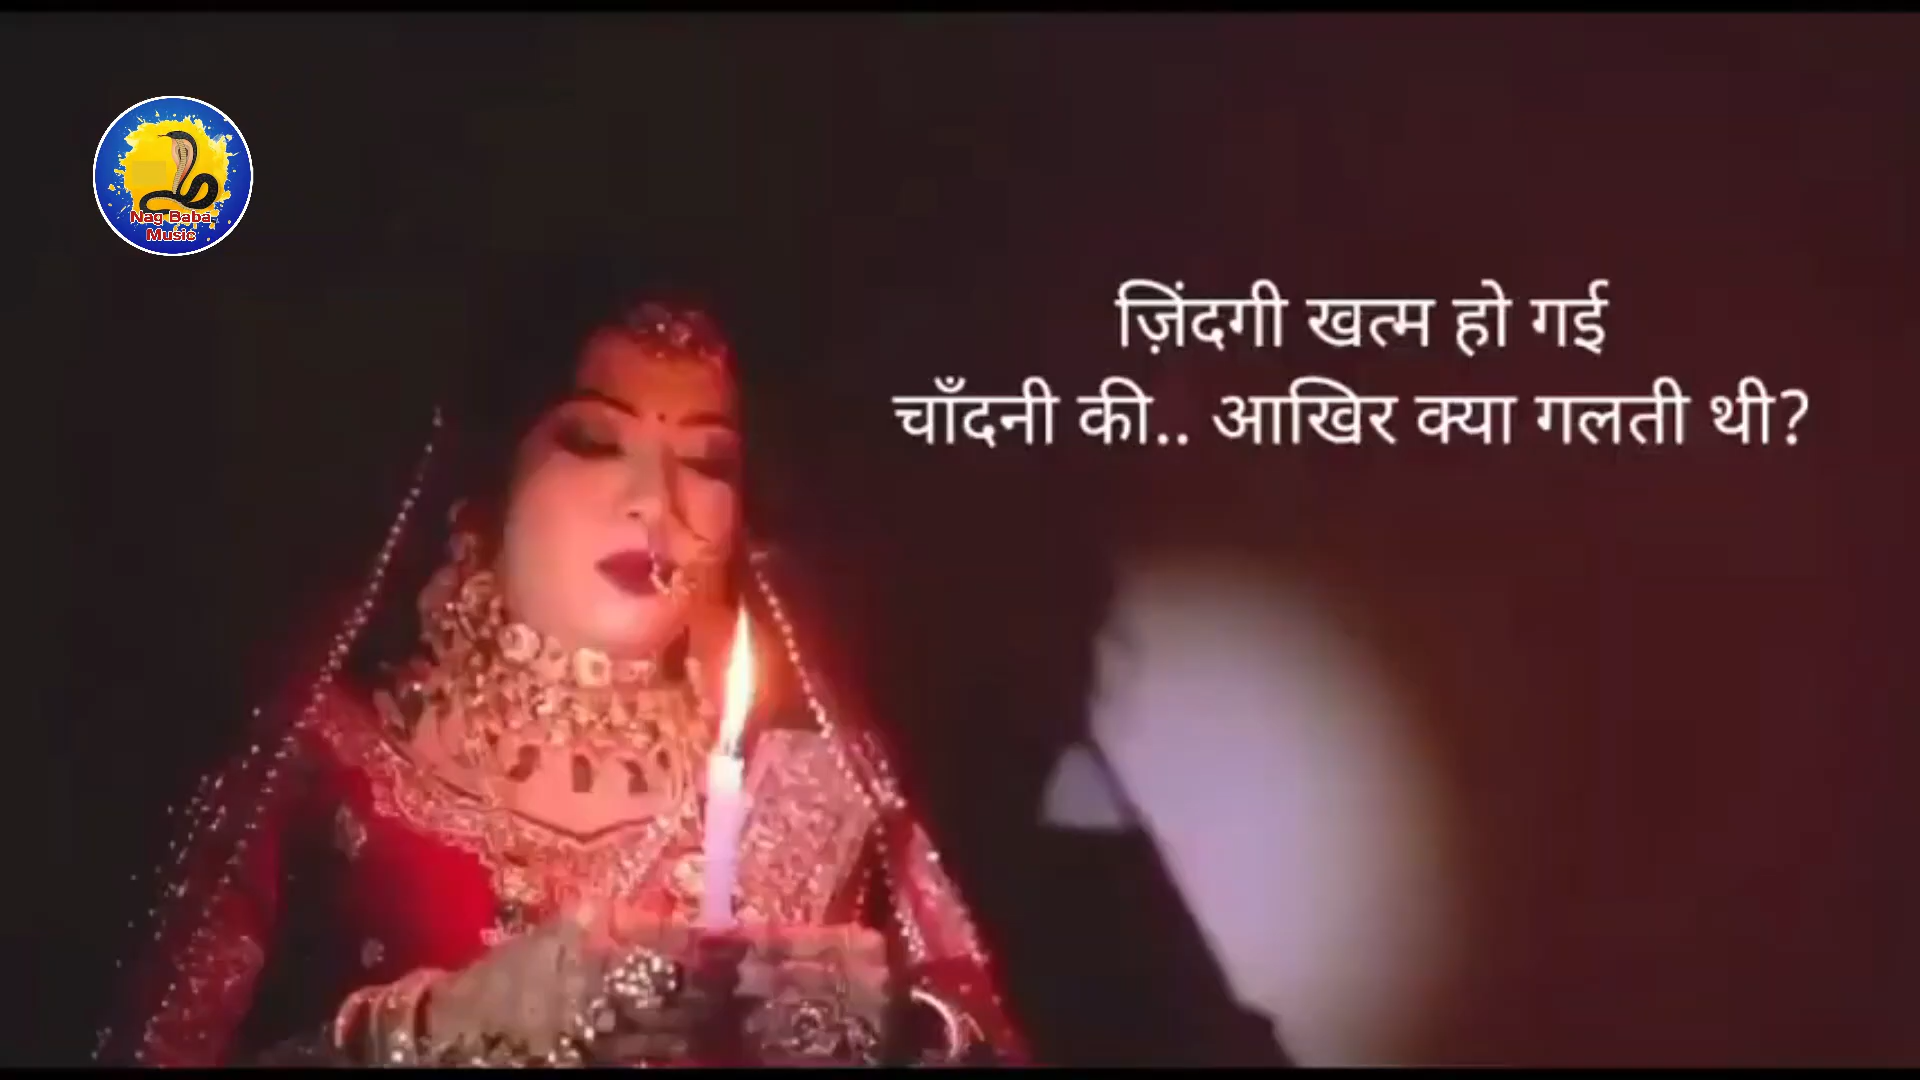 Nag Baba
Music
ज़िंदगी खत्म हो गई
चाँदनी की.. आखिर क्या गलती थी?